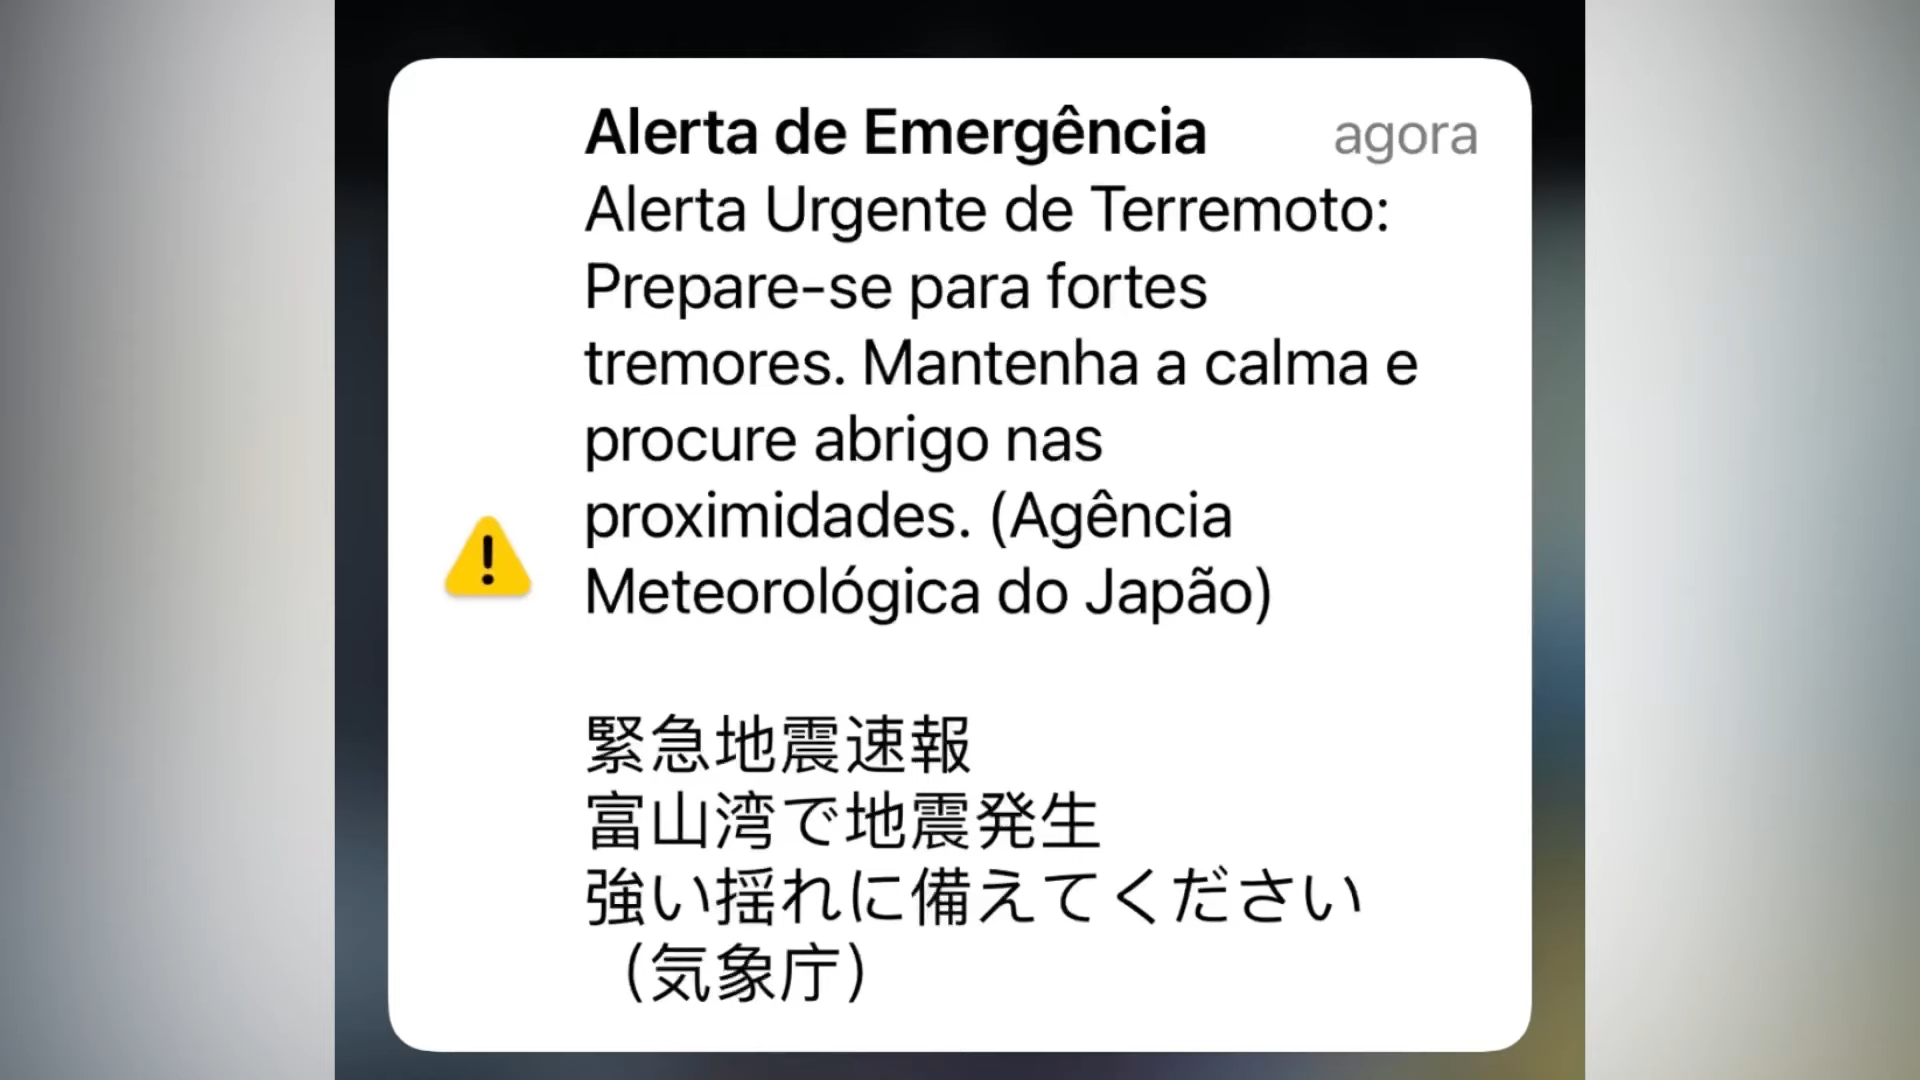 Alerta de Emergência agora
Alerta Urgente de Terremoto:
Prepare-se para fortes
tremores. Mantenha a calma e
procure abrigo nas
proximidades. (Agência
Meteorológica do Japão)
緊急地震速報
富山湾で地震発生
強い揺れに備えてください
（気象庁）